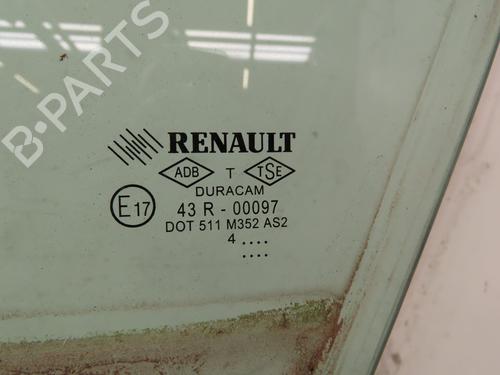 B-PARTS
RENAULT
ADB T TSE
DURACAM
E17 43 R - 00097
DOT 511 M352 AS2
4 ....
....